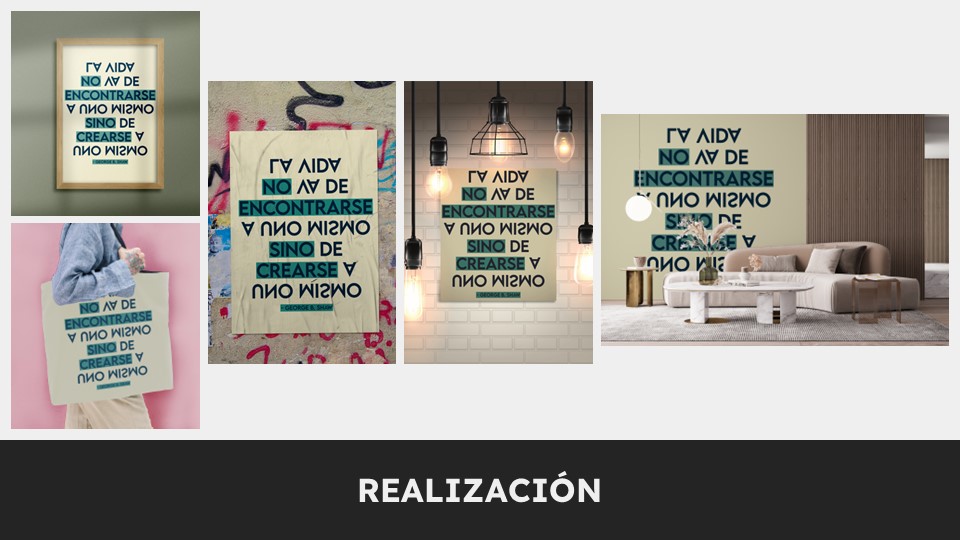 LA VIDA
NO VA DE
ENCONTRARSE
A UNO MISMO
SINO DE
CREARSE A
UNO MISMO
- GEORGE B. SHAW
NO VA DE
ENCONTRARSE
A UNO MISMO
SINO DE
CREARSE A
UNO MISMO
- GEORGE B. SHAW
LA VIDA
NO VA DE
ENCONTRARSE
A UNO MISMO
SINO DE
CREARSE A
UNO MISMO
- GEORGE B. SHAW
LA VIDA
NO VA DE
ENCONTRARSE
A UNO MISMO
SINO DE
CREARSE A
UNO MISMO
- GEORGE B. SHAW
LA VIDA
NO VA DE
ENCONTRARSE
A UNO MISMO
SINO DE
CREARSE A
UNO MIS
REALIZACIÓN